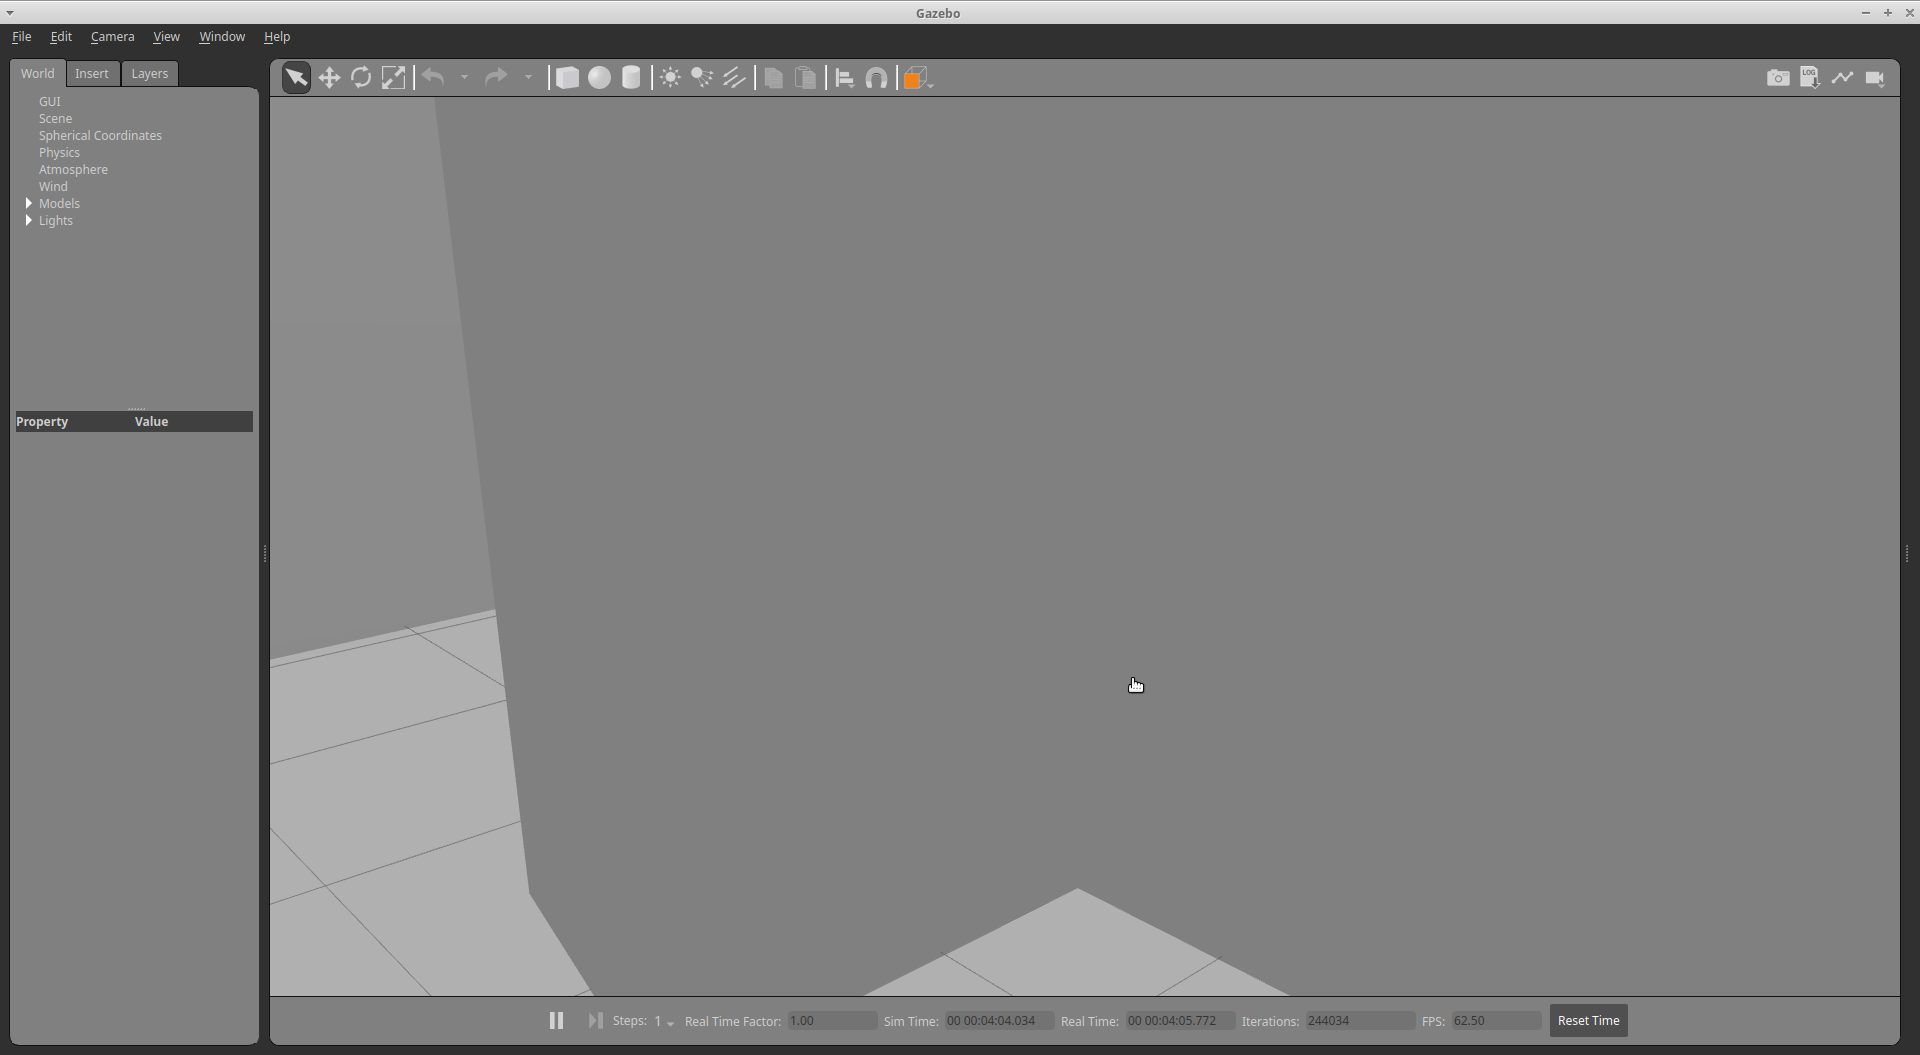 Gazebo
File Edit Camera View Window Help
World Insert Layers
LOG
GUI
Scene
Spherical Coordinates
Physics
Atmosphere
Wind
Models
Lights
Property Value
Steps: 1 Real Time Factor: 1.00 Sim Time: 00 00:04:04.034 Real Time: 00 00:04:05.772 Iterations: 244034 FPS: 62.50 Reset Time